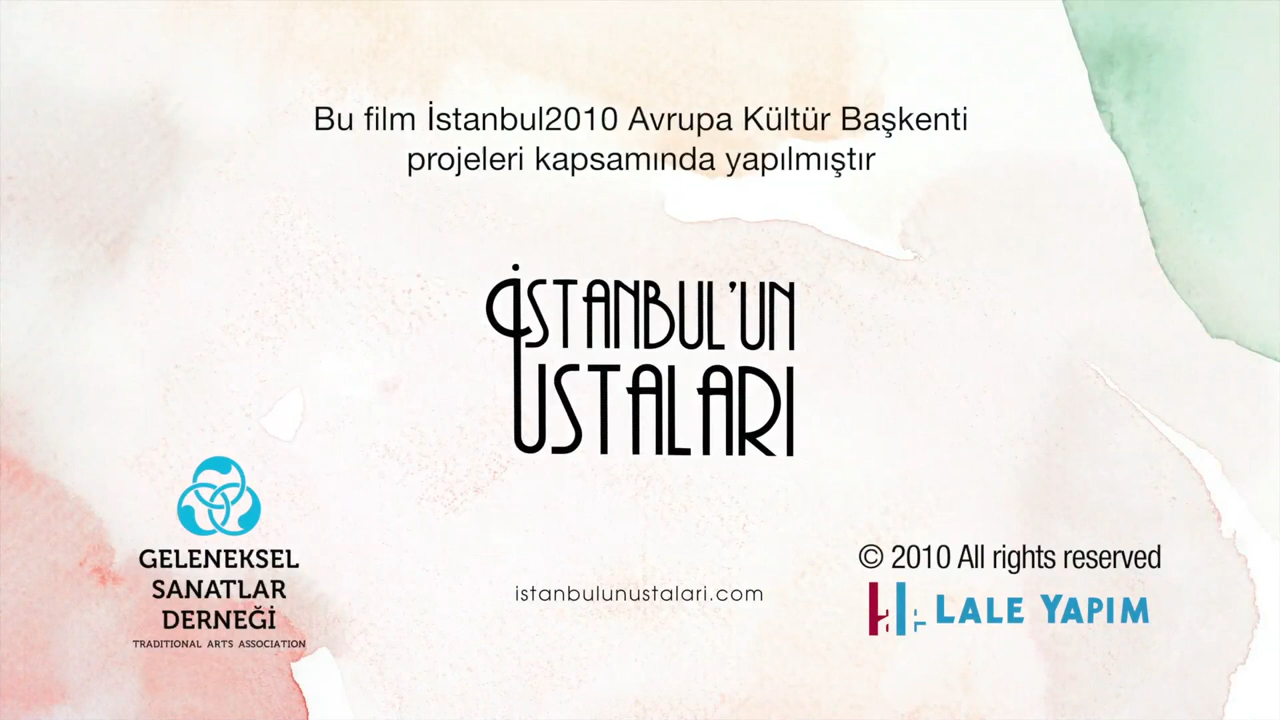 Bu film İstanbul2010 Avrupa Kültür Başkenti
projeleri kapsamında yapılmıştır
İSTANBUL'UN
USTALARI
GELENEKSEL
SANATLAR
DERNEĞİ
TRADITIONAL ARTS ASSOCIATION
istanbulunustalari.com
© 2010 All rights reserved
LALE YAPIM